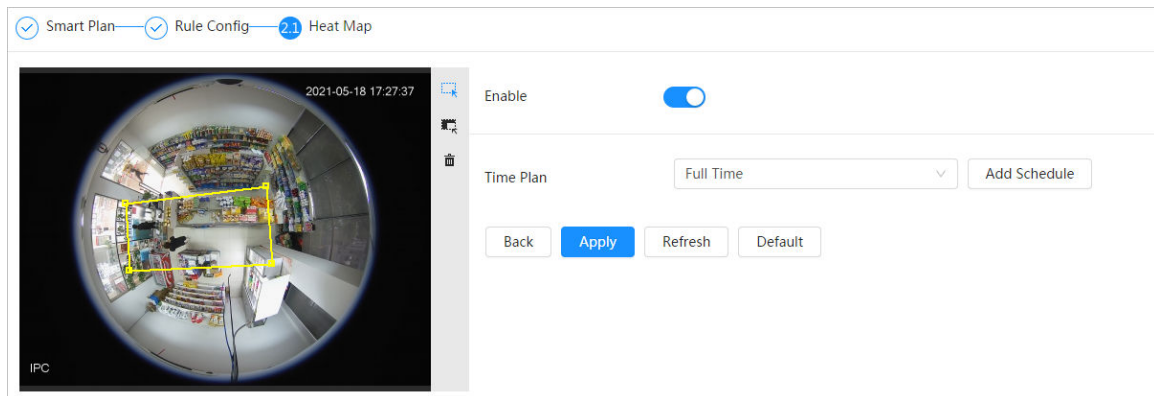 Smart Plan Rule Config 2.1 Heat Map
2021-05-18 17:27:37
Enable
Time Plan Full Time Add Schedule
Back Apply Refresh Default
IPC